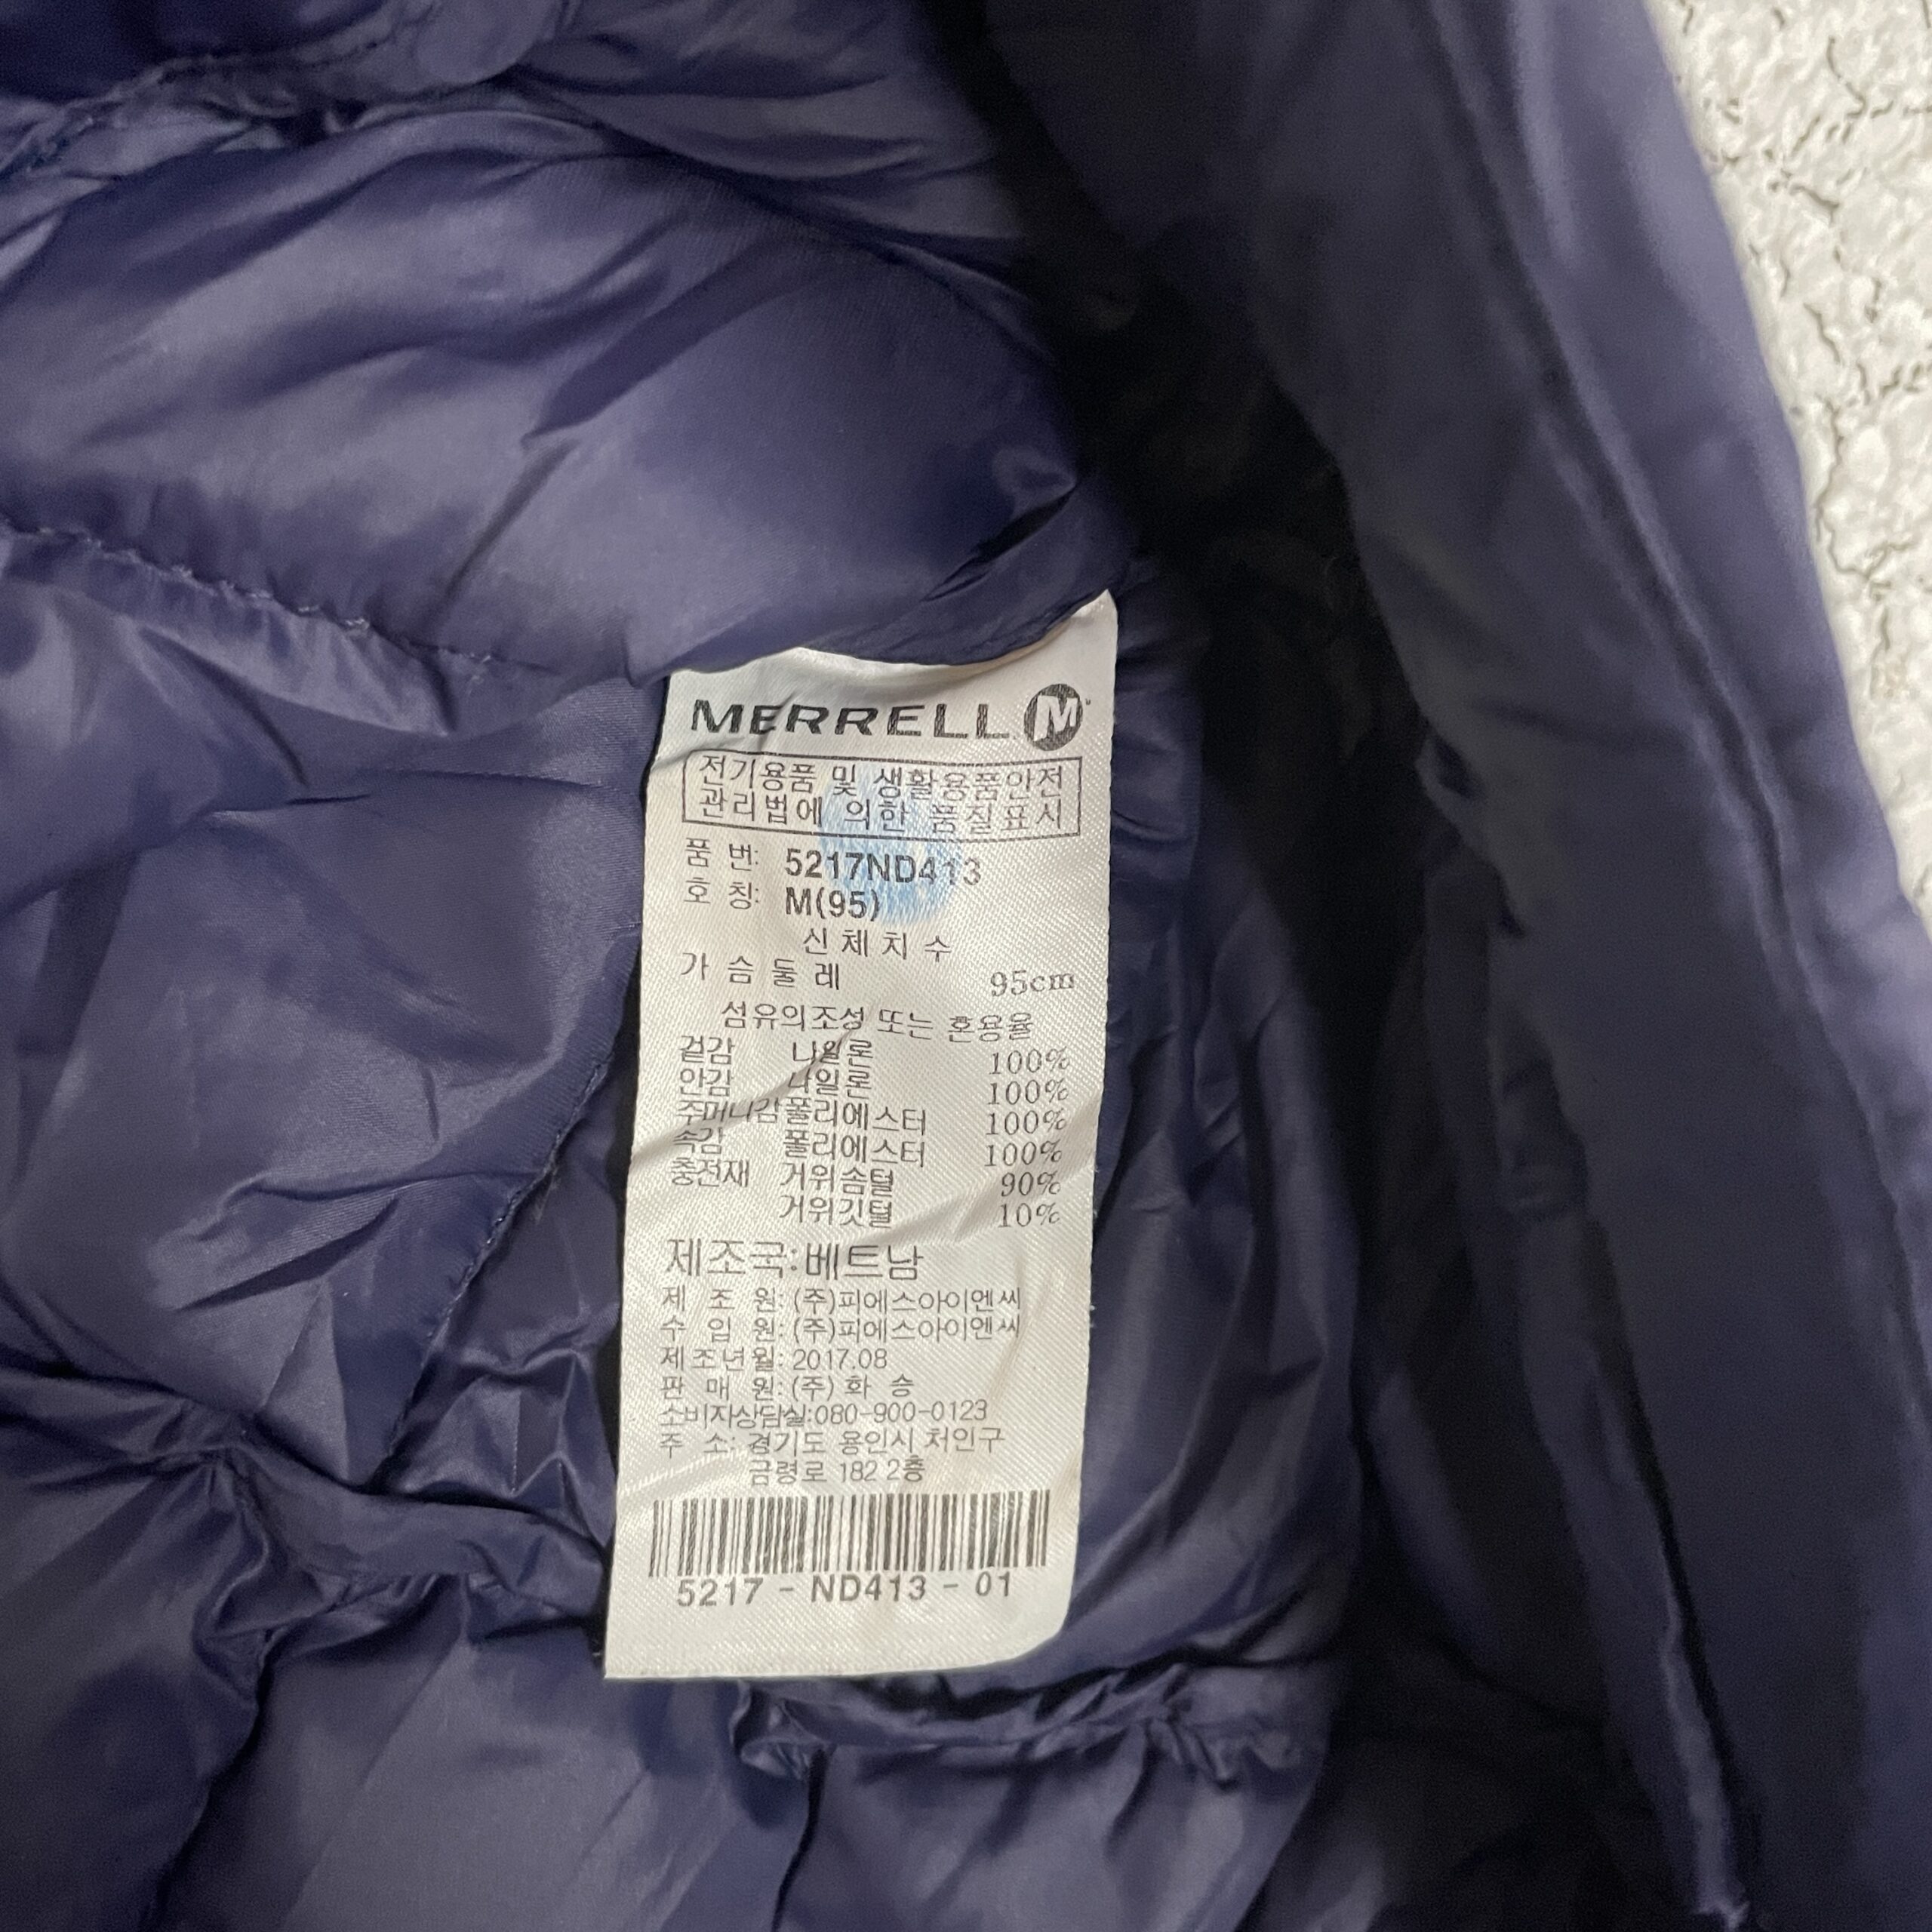 MERRELL M
전기용품 및 생활용품안전
관리법에 의한 품질표시
품 번: 5217ND413
호 칭: M(95)
신 체 치 수
가 슴 둘 레 95cm
섬유의조성 또는 혼용율
겉감 나일론 100%
안감 나일론 100%
주머니감 폴리에스터 100%
속감 폴리에스터 100%
충전재 거위솜털 90%
거위깃털 10%
제조국:베트남
제 조 원: (주)피에스아이엔씨
수 입 원: (주)피에스아이엔씨
제조년월: 2017.08
판 매 원: (주) 화 승
소비자상담실:080-900-0123
주 소: 경기도 용인시 처인구
금령로 182 2층
5217 - ND413 - 01